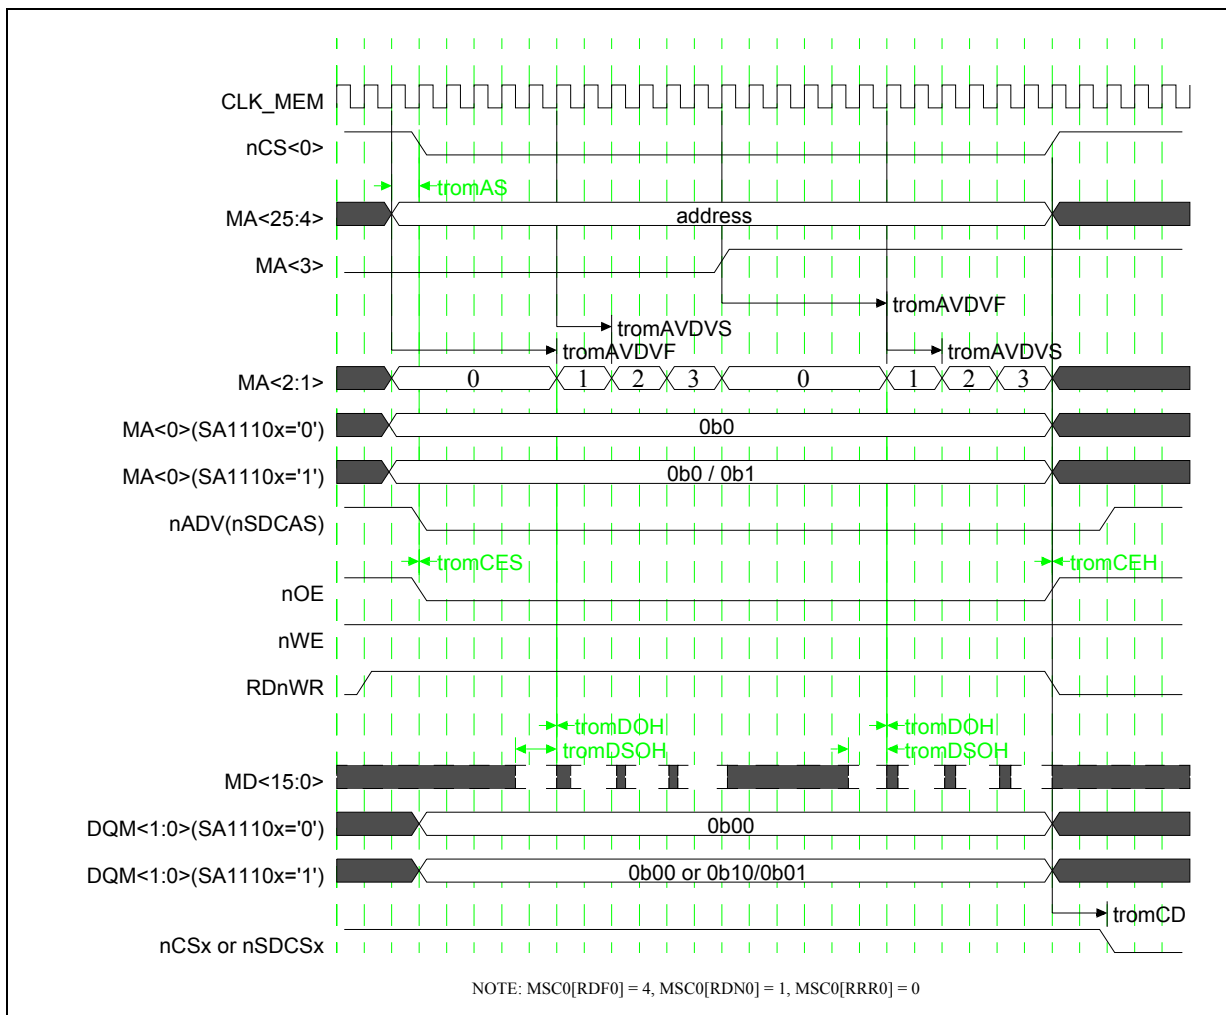 CLK_MEM
nCS<0>
tromAS
MA<25:4> address
MA<3>
tromAVDVF
tromAVDVS
tromAVDVF tromAVDVS
MA<2:1> 0 1 2 3 0 1 2 3
MA<0>(SA1110x='0') 0b0
MA<0>(SA1110x='1') 0b0 / 0b1
nADV(nSDCAS)
tromCES tromCEH
nOE
nWE
RDnWR
tromDOH tromDOH
tromDSOH tromDSOH
MD<15:0>
DQM<1:0>(SA1110x='0') 0b00
DQM<1:0>(SA1110x='1') 0b00 or 0b10/0b01
tromCD
nCSx or nSDCSx
NOTE: MSC0[RDF0] = 4, MSC0[RDN0] = 1, MSC0[RRR0] = 0